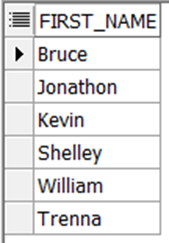 FIRST_NAME
Bruce
Jonathon
Kevin
Shelley
William
Trenna